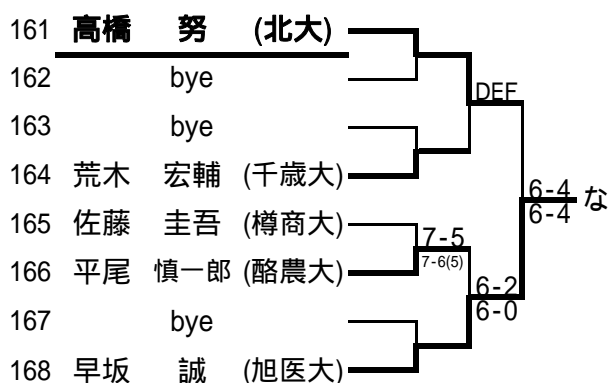 161 高橋 努 (北大)
162 bye
DEF
163 bye
164 荒木 宏輔 (千歳大)
6-4
6-4
な
165 佐藤 圭吾 (樽商大)
7-5
7-6(5)
166 平尾 慎一郎 (酪農大)
6-2
6-0
167 bye
168 早坂 誠 (旭医大)